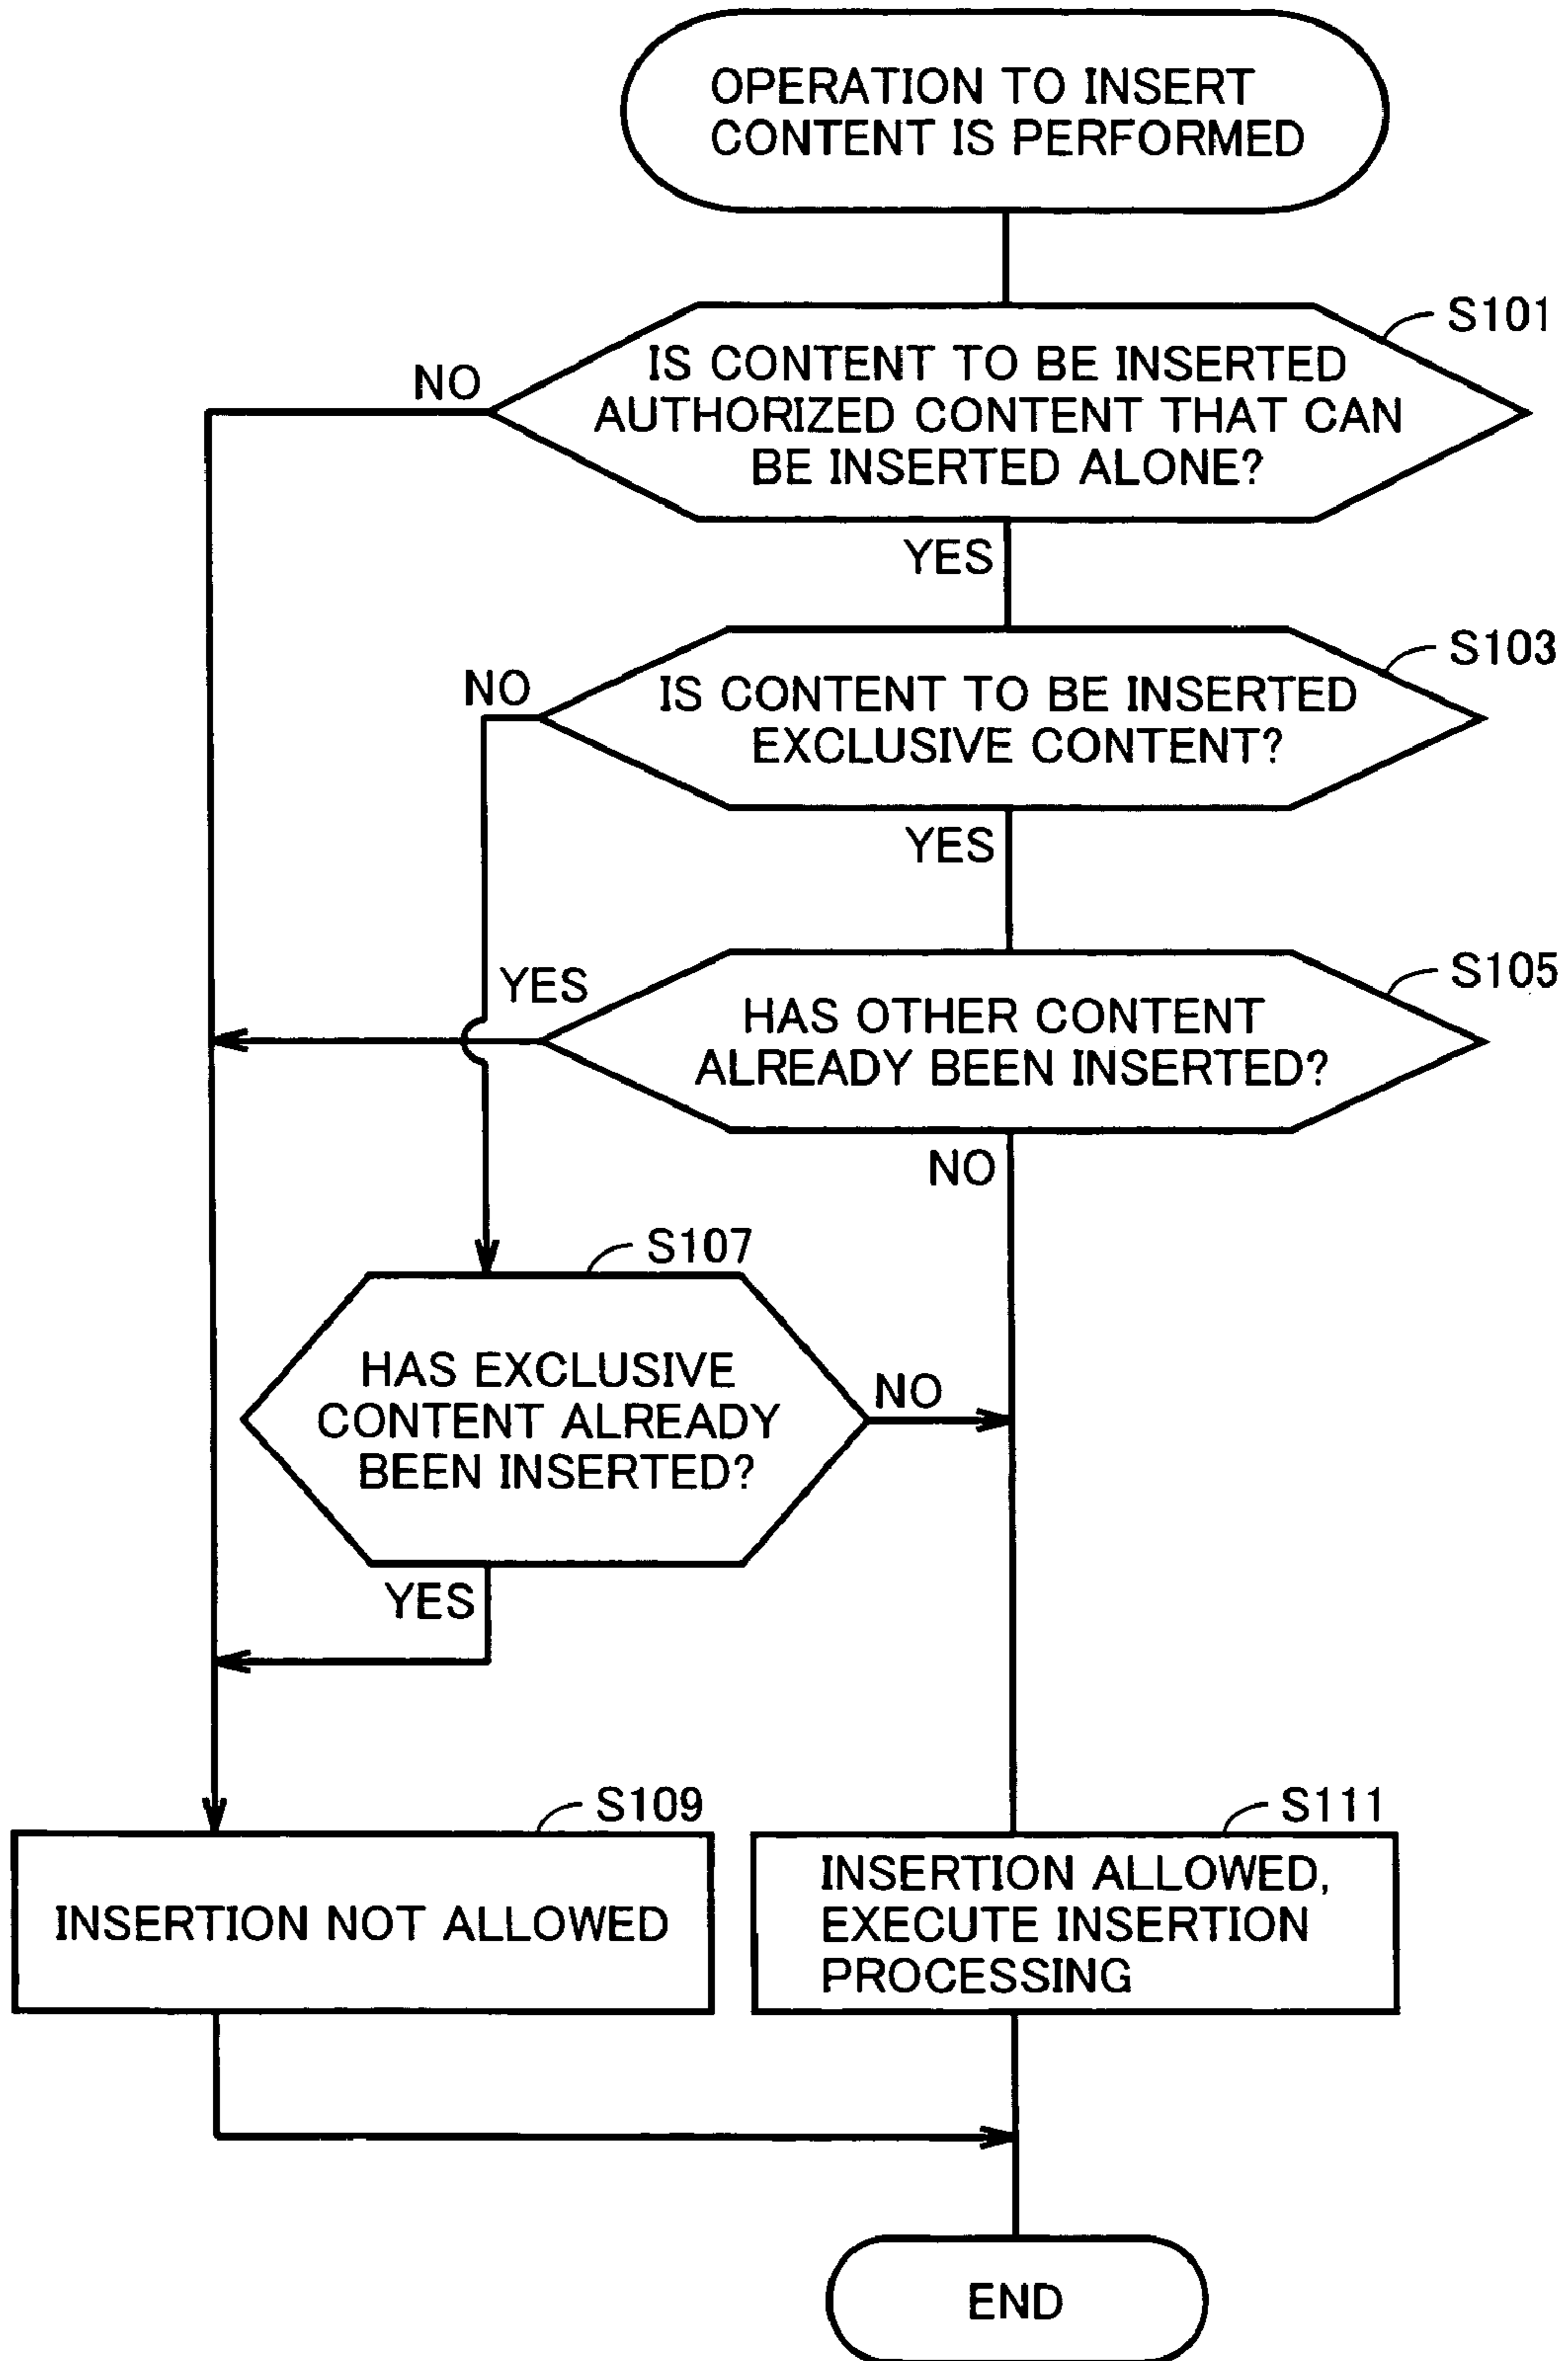 OPERATION TO INSERT
CONTENT IS PERFORMED
S101
NO
IS CONTENT TO BE INSERTED
AUTHORIZED CONTENT THAT CAN
BE INSERTED ALONE?
YES
S103
NO
IS CONTENT TO BE INSERTED
EXCLUSIVE CONTENT?
YES
S105
YES
HAS OTHER CONTENT
ALREADY BEEN INSERTED?
NO
S107
HAS EXCLUSIVE
CONTENT ALREADY
BEEN INSERTED?
NO
YES
S109
INSERTION NOT ALLOWED
S111
INSERTION ALLOWED,
EXECUTE INSERTION
PROCESSING
END